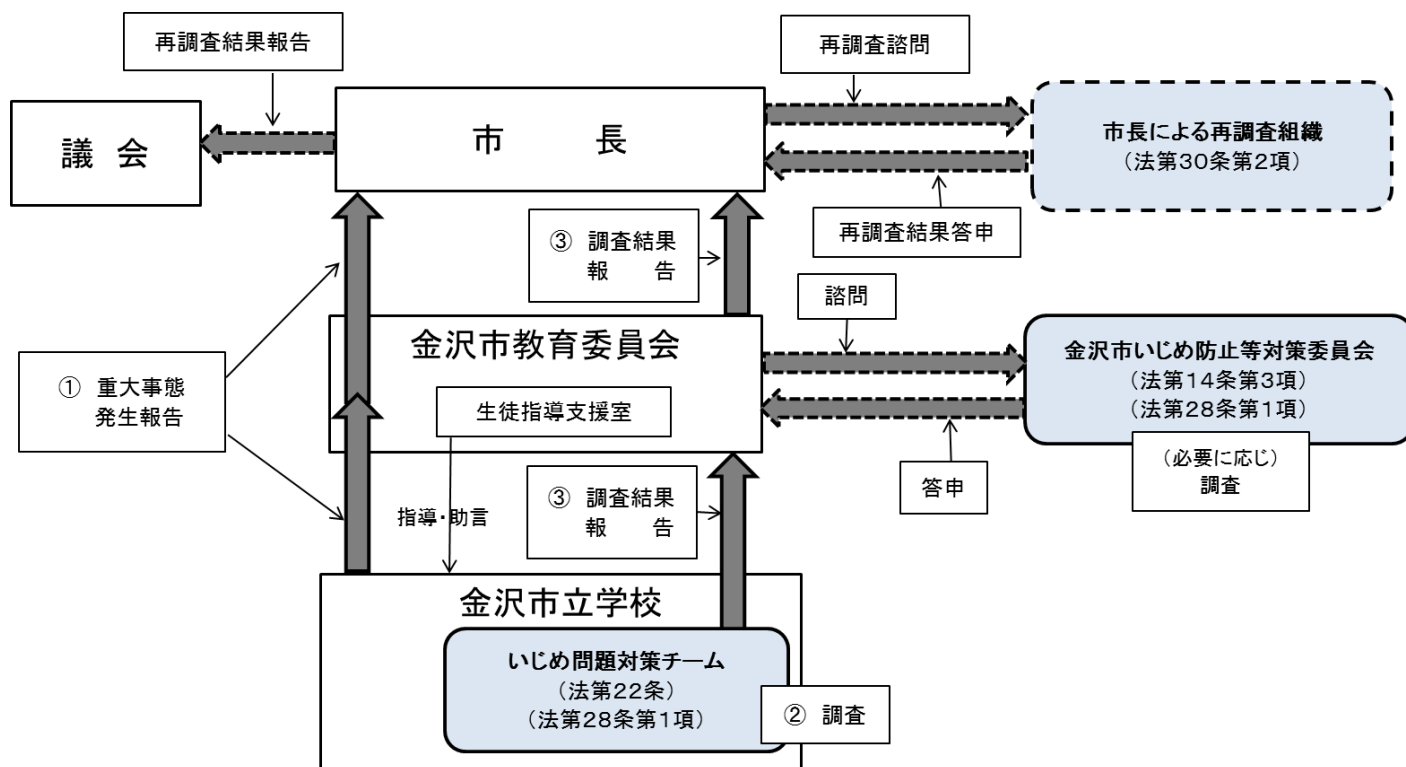 再調査結果報告
再調査諮問
議 会
市　　長
市長による再調査組織
（法第30条第2項）
③ 調査結果
報　　告
再調査結果答申
諮問
① 重大事態
発生報告
金沢市教育委員会
生徒指導支援室
金沢市いじめ防止等対策委員会
（法第14条第3項）
（法第28条第1項）
（必要に応じ）
調査
答申
指導・助言
③ 調査結果
報　　告
金沢市立学校
いじめ問題対策チーム
（法第22条）
（法第28条第1項）
② 調査